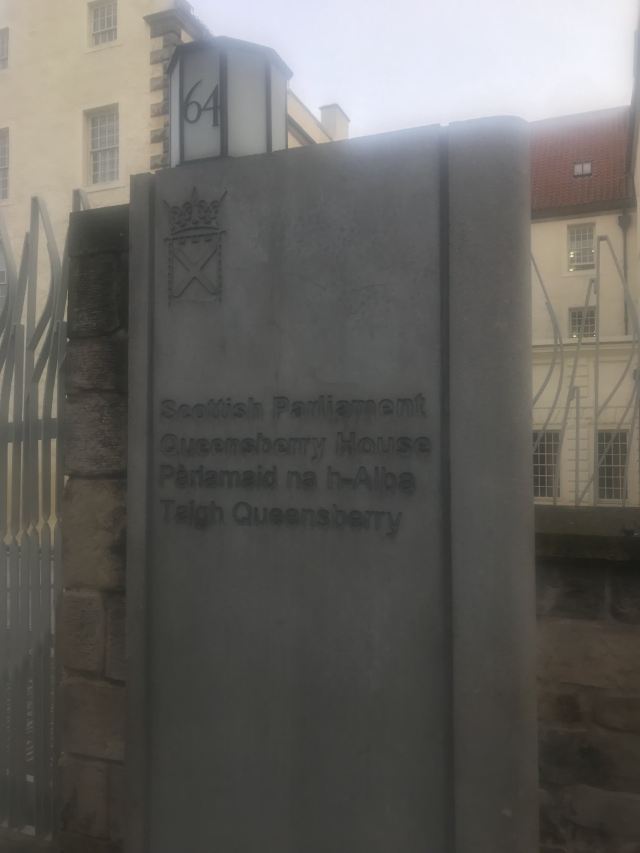 64
Scottish Parliament
Queensberry House
Pàrlamaid na h-Alba
Taigh Queensberry